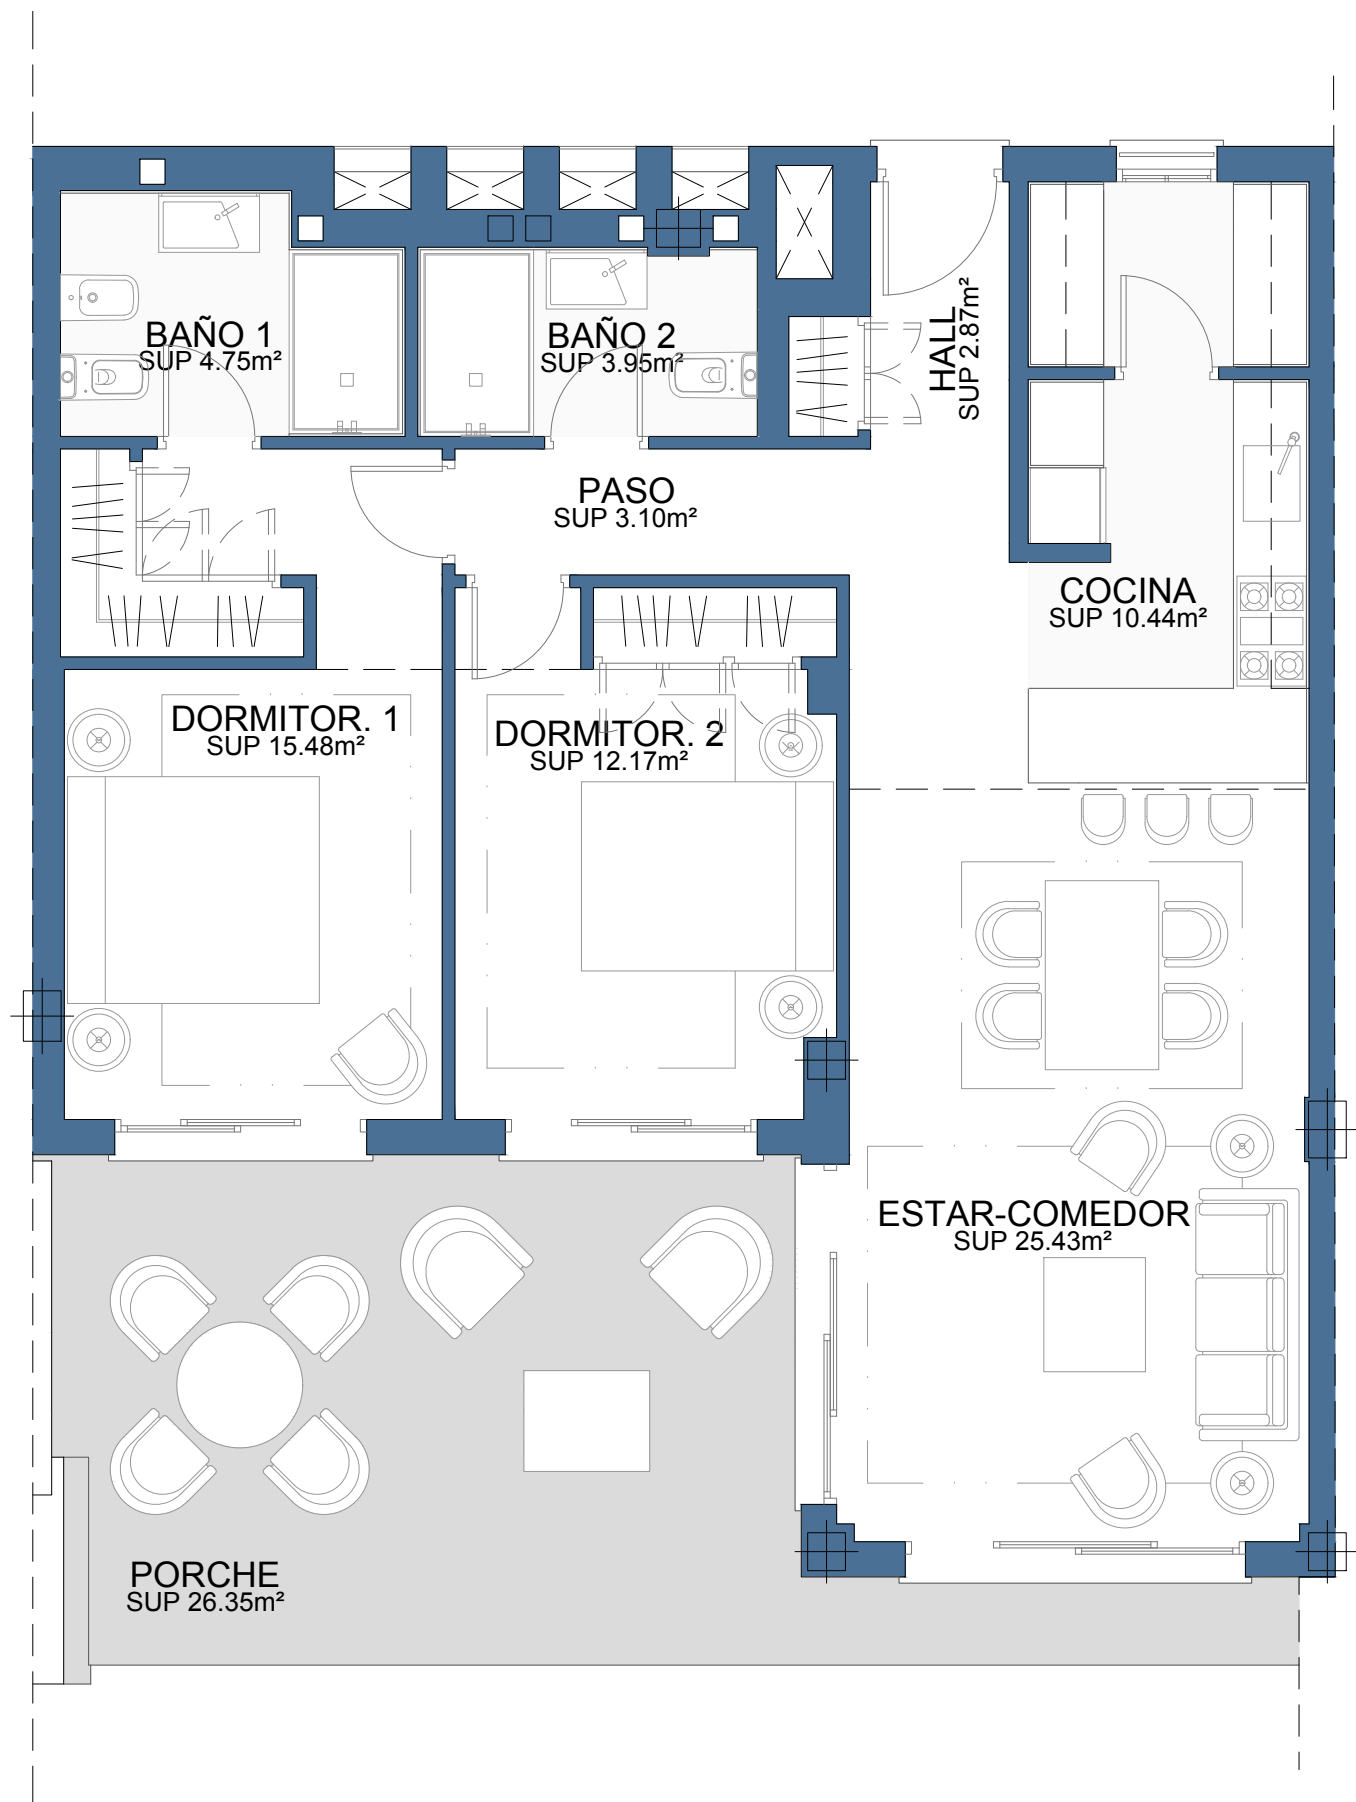 BAÑO 1
SUP 4.75m²
BAÑO 2
SUP 3.95m²
HALL
SUP 2.87m²
PASO
SUP 3.10m²
COCINA
SUP 10.44m²
DORMITOR. 1
SUP 15.48m²
DORMITOR. 2
SUP 12.17m²
ESTAR-COMEDOR
SUP 25.43m²
PORCHE
SUP 26.35m²